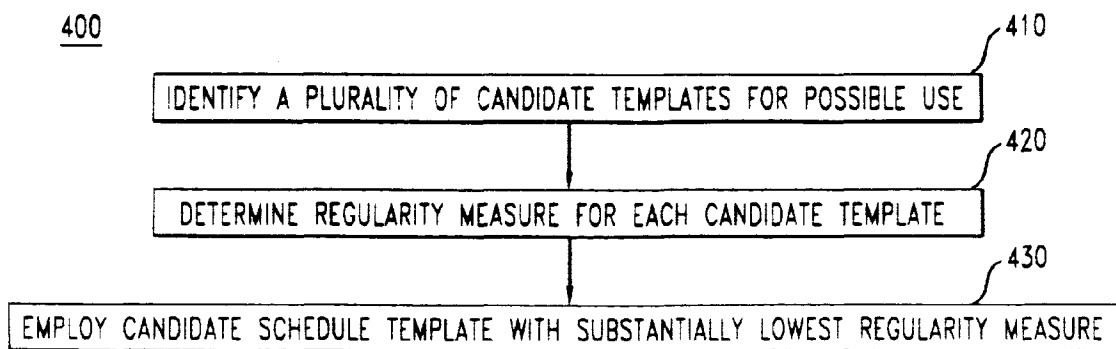 400
410
IDENTIFY A PLURALITY OF CANDIDATE TEMPLATES FOR POSSIBLE USE
420
DETERMINE REGULARITY MEASURE FOR EACH CANDIDATE TEMPLATE
430
EMPLOY CANDIDATE SCHEDULE TEMPLATE WITH SUBSTANTIALLY LOWEST REGULARITY MEASURE